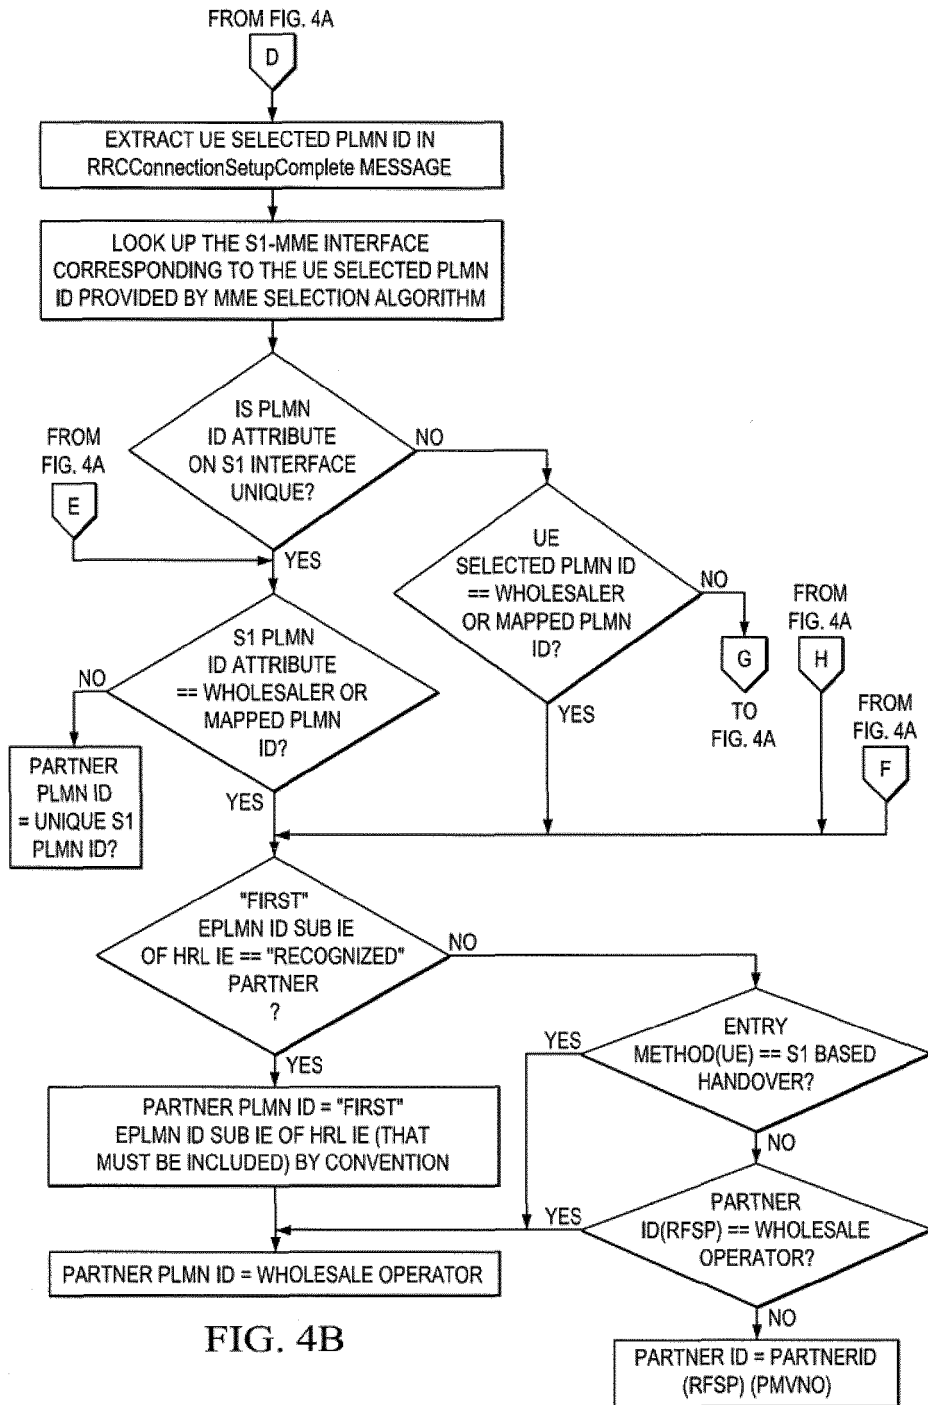 FROM FIG. 4A
D
EXTRACT UE SELECTED PLMN ID IN
RRCConnectionSetupComplete MESSAGE
LOOK UP THE S1-MME INTERFACE
CORRESPONDING TO THE UE SELECTED PLMN
ID PROVIDED BY MME SELECTION ALGORITHM
IS PLMN
ID ATTRIBUTE
ON S1 INTERFACE
UNIQUE?
NO
YES
FROM
FIG. 4A
E
UE
SELECTED PLMN ID
== WHOLESALER
OR MAPPED PLMN
ID?
NO
YES
G
TO
FIG. 4A
FROM
FIG. 4A
H
FROM
FIG. 4A
F
S1 PLMN
ID ATTRIBUTE
== WHOLESALER OR
MAPPED PLMN
ID?
NO
YES
PARTNER
PLMN ID
= UNIQUE S1
PLMN ID?
"FIRST"
EPLMN ID SUB IE
OF HRL IE == "RECOGNIZED"
PARTNER
?
NO
YES
ENTRY
METHOD(UE) == S1 BASED
HANDOVER?
YES
NO
PARTNER PLMN ID = "FIRST"
EPLMN ID SUB IE OF HRL IE (THAT
MUST BE INCLUDED) BY CONVENTION
PARTNER
ID(RFSP) == WHOLESALE
OPERATOR?
YES
NO
PARTNER PLMN ID = WHOLESALE OPERATOR
PARTNER ID = PARTNERID
(RFSP) (PMVNO)
FIG. 4B